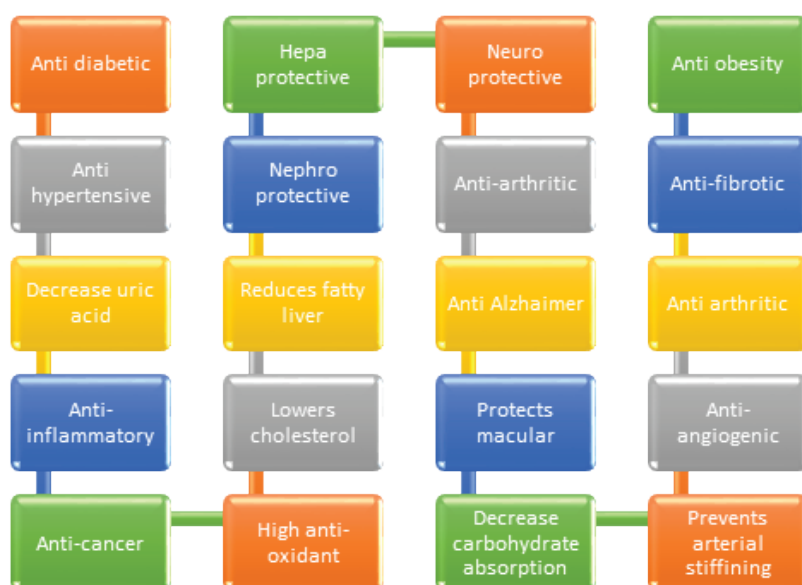 Anti diabetic
Anti
hypertensive
Decrease uric
acid
Anti-
inflammatory
Anti-cancer
High anti-
oxidant
Lowers
cholesterol
Reduces fatty
liver
Nephro
protective
Hepa
protective
Neuro
protective
Anti-arthritic
Anti Alzhaimer
Protects
macular
Decrease
carbohydrate
absorption
Prevents
arterial
stiffining
Anti-
angiogenic
Anti arthritic
Anti-fibrotic
Anti obesity